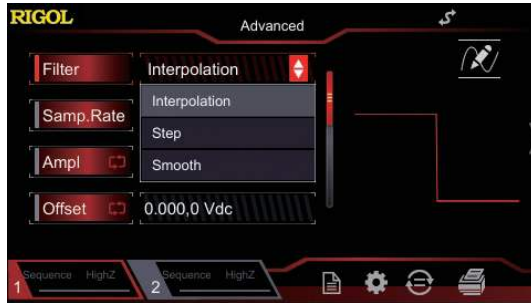 RIGOL
Advanced
Filter
Interpolation
Interpolation
Samp.Rate
Step
Ampl
Smooth
Offset
0.000,0 Vdc
1
Sequence HighZ
2
Sequence HighZ